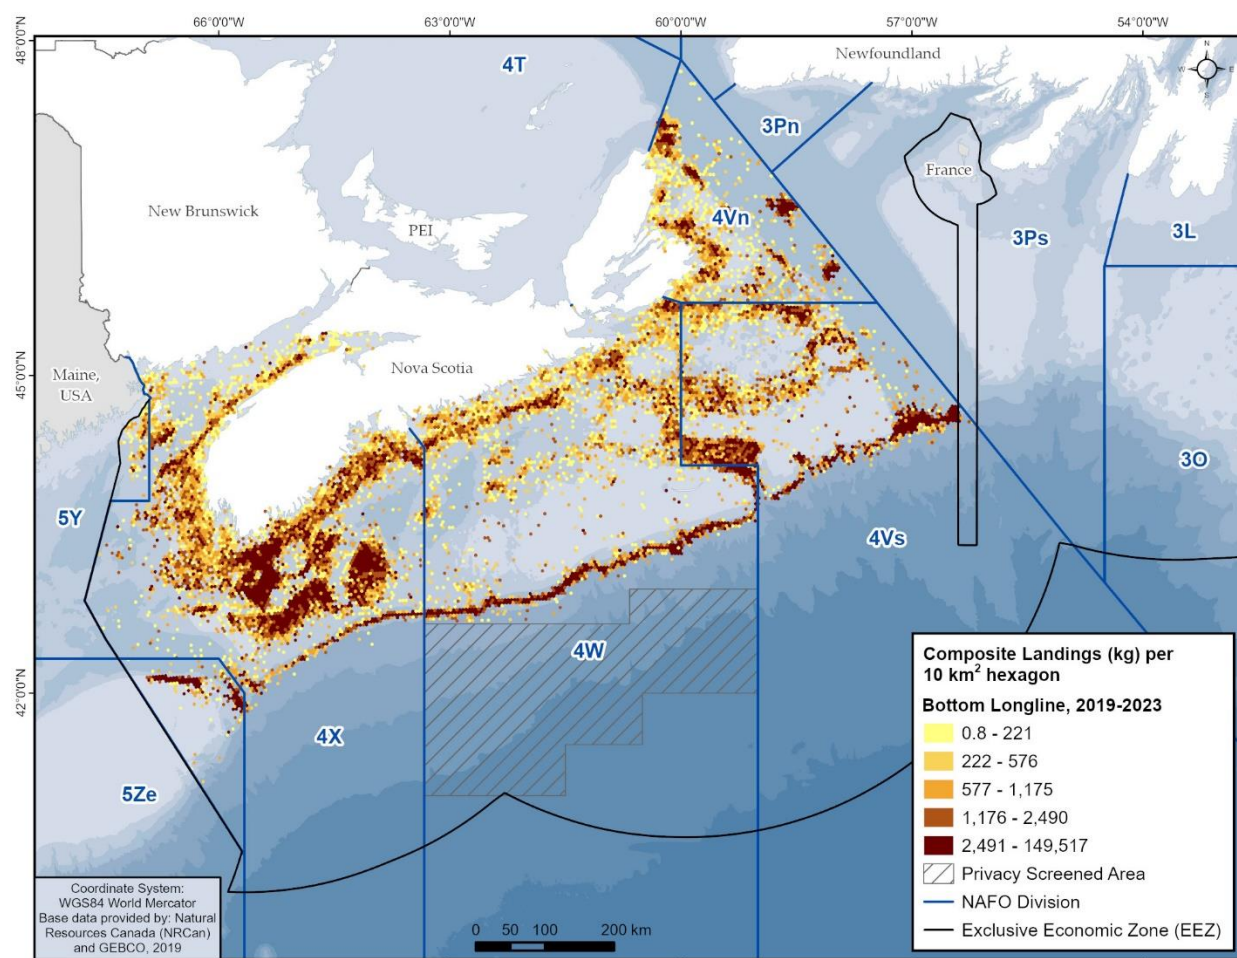 66°0'0"W
63°0'0"W
60°0'0"W
57°0'0"W
54°0'0"W
48°0'0"N
4T
Newfoundland
N
W
E
S
3Pn
France
New Brunswick
PEI
4Vn
3Ps
3L
45°0'0"N
Maine,
USA
Nova Scotia
3O
5Y
4Vs
4W
42°0'0"N
4X
5Ze
Composite Landings (kg) per
10 km² hexagon
Bottom Longline, 2019-2023
0.8 - 221
222 - 576
577 - 1,175
1,176 - 2,490
2,491 - 149,517
Privacy Screened Area
NAFO Division
Exclusive Economic Zone (EEZ)
Coordinate System:
WGS84 World Mercator
Base data provided by: Natural
Resources Canada (NRCan)
and GEBCO, 2019
0 50 100 200 km